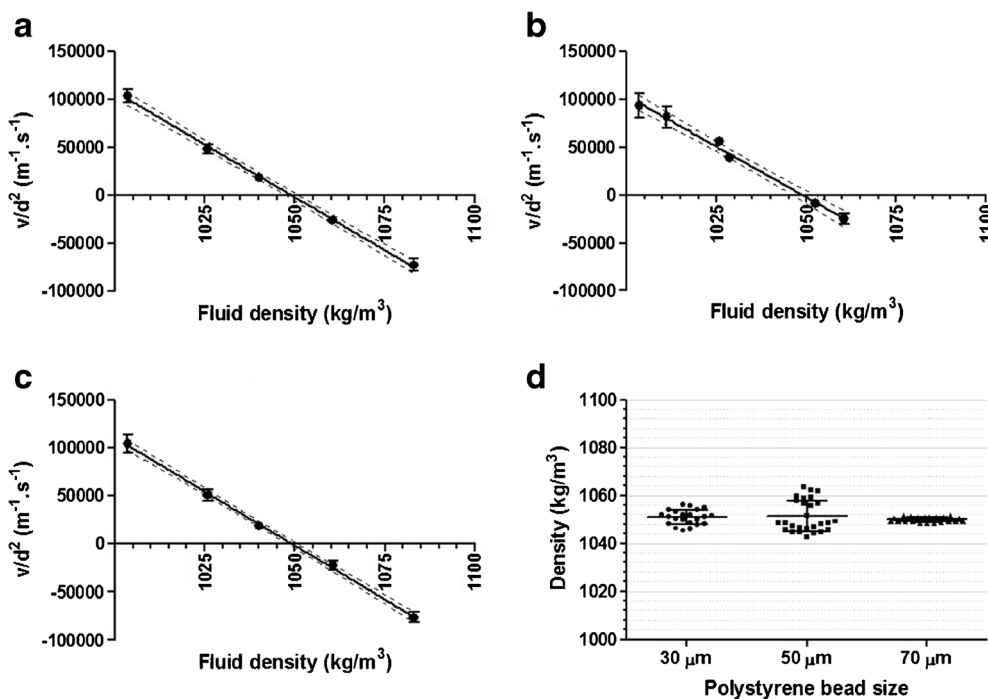 a
150000
100000
50000
0
-50000
-100000
v/d² (m⁻¹.s⁻¹)
1025
1050
1075
1100
Fluid density (kg/m³)
b
150000
100000
50000
0
-50000
-100000
v/d² (m⁻¹.s⁻¹)
1025
1050
1075
1100
Fluid density (kg/m³)
c
150000
100000
50000
0
-50000
-100000
v/d² (m⁻¹.s⁻¹)
1025
1050
1075
1100
Fluid density (kg/m³)
d
1100
1080
1060
1040
1020
1000
Density (kg/m³)
30 μm
50 μm
70 μm
Polystyrene bead size